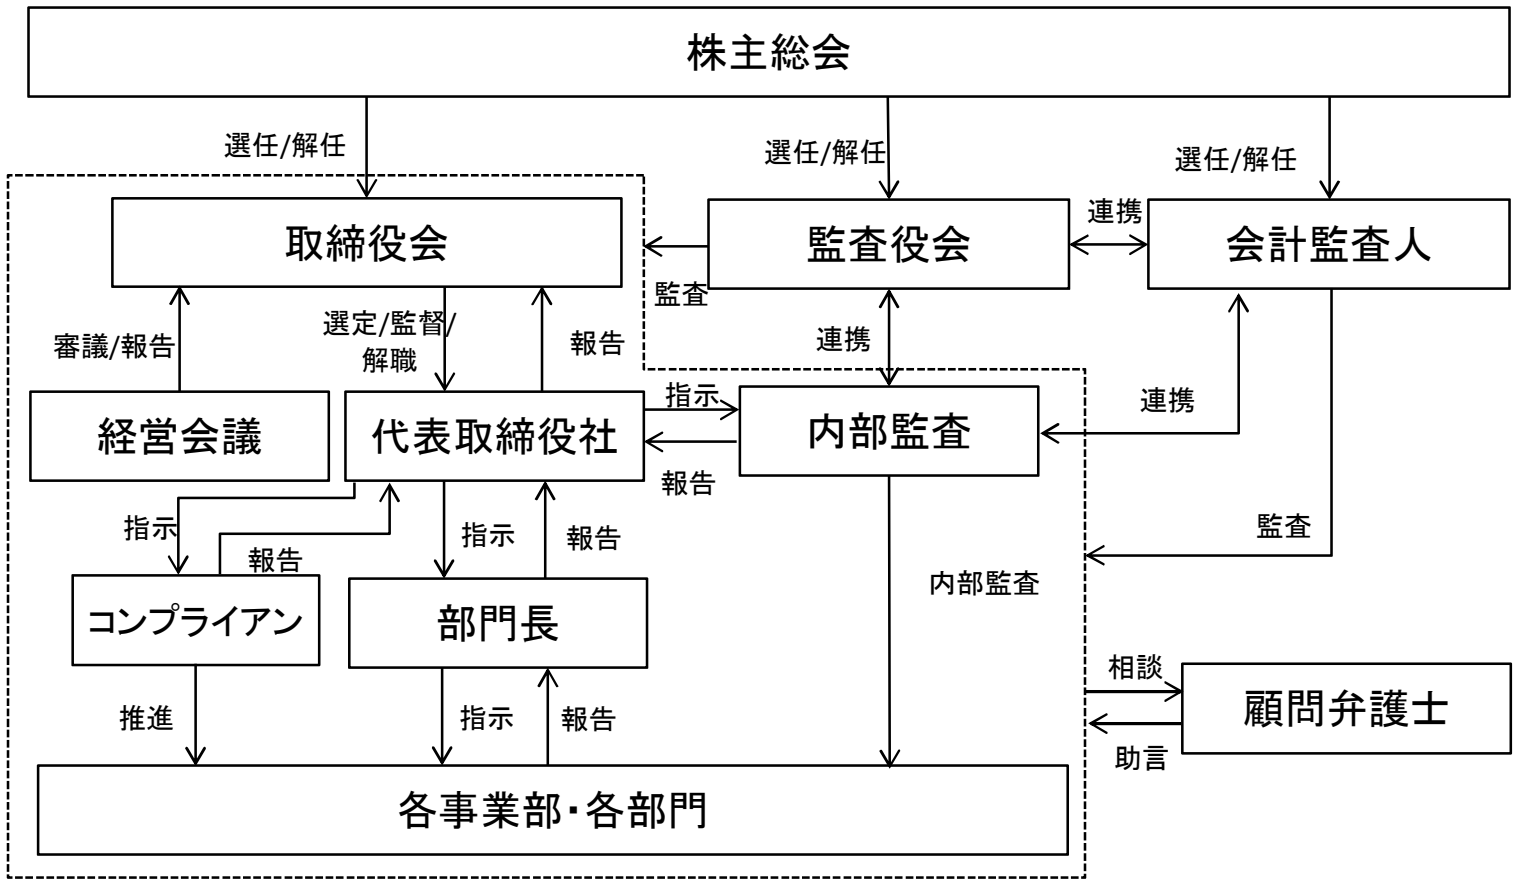 株主総会
選任/解任
選任/解任
選任/解任
取締役会
監査役会
連携
会計監査人
監査
審議/報告
選定/監督/
解職
報告
連携
経営会議
代表取締役社
指示
報告
内部監査
連携
指示
報告
指示
報告
監査
コンプライアン
部門長
内部監査
推進
指示
報告
相談
助言
顧問弁護士
各事業部・各部門